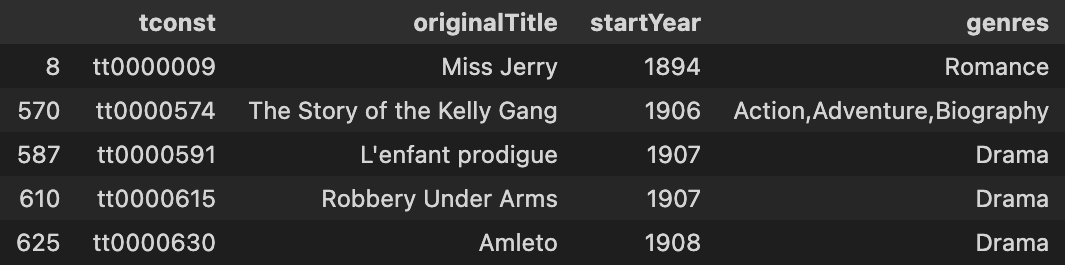 tconst originalTitle startYear genres
8 tt0000009 Miss Jerry 1894 Romance
570 tt0000574 The Story of the Kelly Gang 1906 Action,Adventure,Biography
587 tt0000591 L'enfant prodigue 1907 Drama
610 tt0000615 Robbery Under Arms 1907 Drama
625 tt0000630 Amleto 1908 Drama